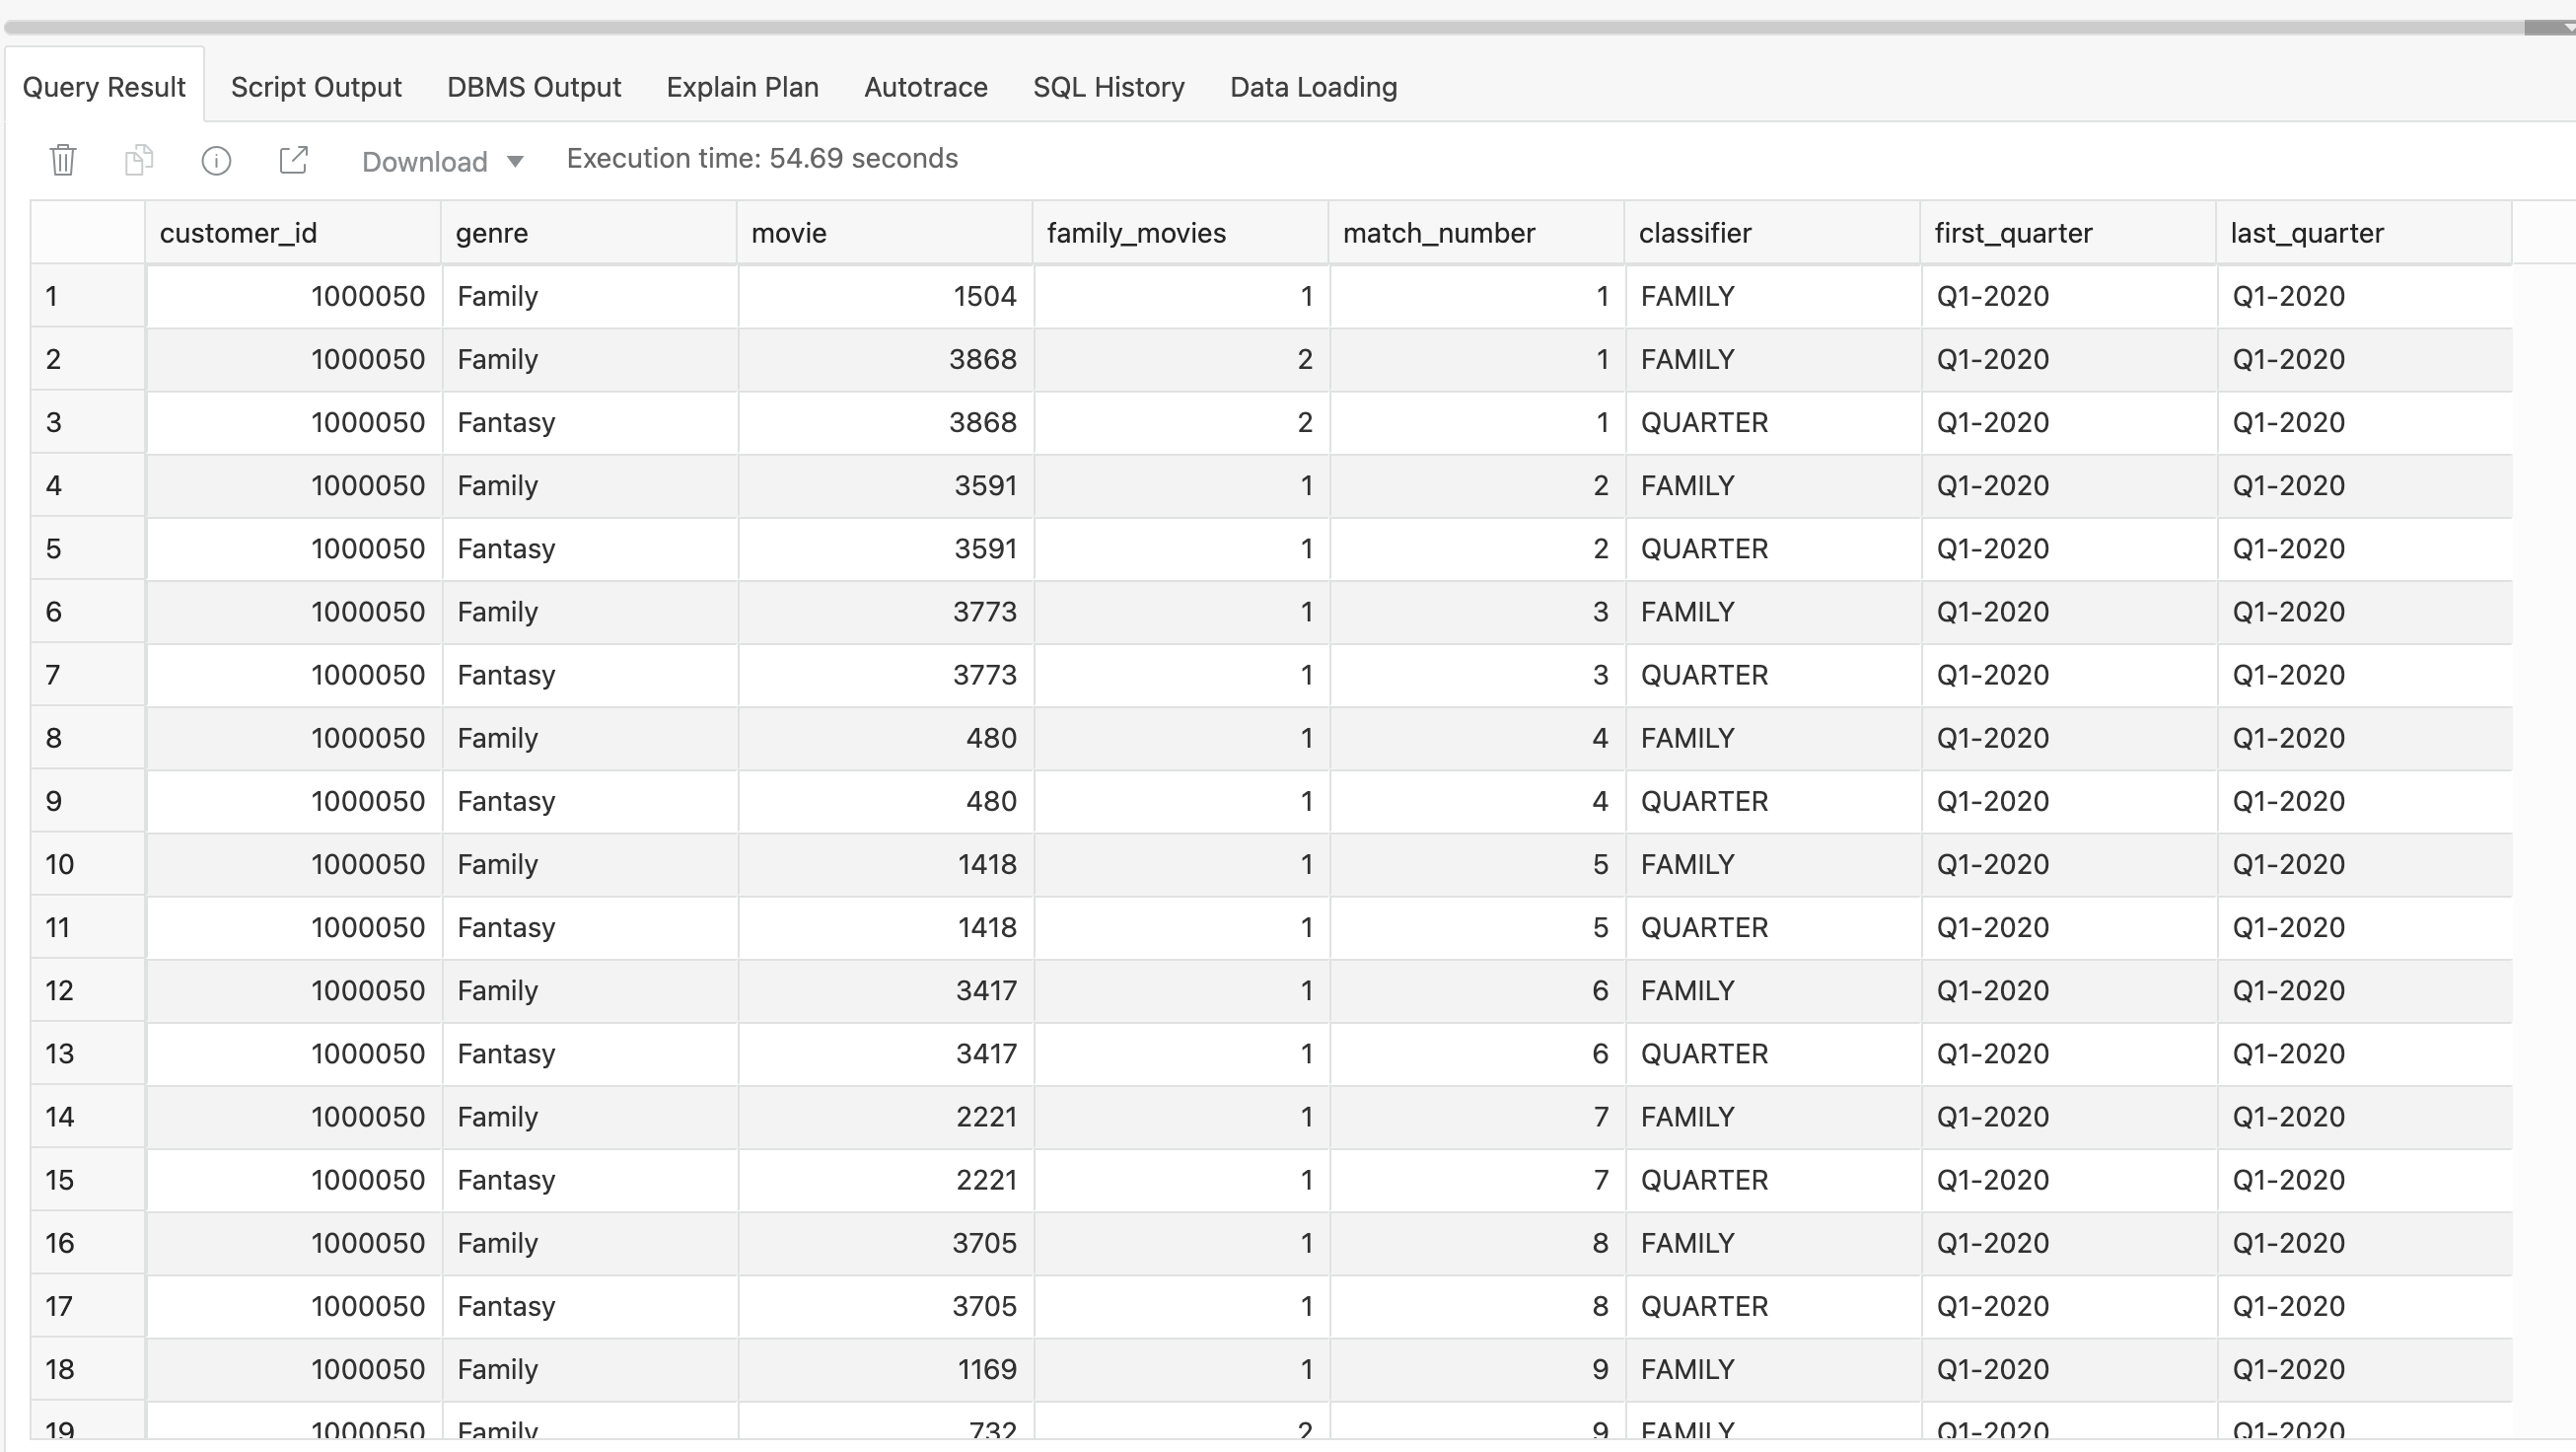 Query Result Script Output DBMS Output Explain Plan Autotrace SQL History Data Loading
Download Execution time: 54.69 seconds
customer_id genre movie family_movies match_number classifier first_quarter last_quarter
1 1000050 Family 1504 1 1 FAMILY Q1-2020 Q1-2020
2 1000050 Family 3868 2 1 FAMILY Q1-2020 Q1-2020
3 1000050 Fantasy 3868 2 1 QUARTER Q1-2020 Q1-2020
4 1000050 Family 3591 1 2 FAMILY Q1-2020 Q1-2020
5 1000050 Fantasy 3591 1 2 QUARTER Q1-2020 Q1-2020
6 1000050 Family 3773 1 3 FAMILY Q1-2020 Q1-2020
7 1000050 Fantasy 3773 1 3 QUARTER Q1-2020 Q1-2020
8 1000050 Family 480 1 4 FAMILY Q1-2020 Q1-2020
9 1000050 Fantasy 480 1 4 QUARTER Q1-2020 Q1-2020
10 1000050 Family 1418 1 5 FAMILY Q1-2020 Q1-2020
11 1000050 Fantasy 1418 1 5 QUARTER Q1-2020 Q1-2020
12 1000050 Family 3417 1 6 FAMILY Q1-2020 Q1-2020
13 1000050 Fantasy 3417 1 6 QUARTER Q1-2020 Q1-2020
14 1000050 Family 2221 1 7 FAMILY Q1-2020 Q1-2020
15 1000050 Fantasy 2221 1 7 QUARTER Q1-2020 Q1-2020
16 1000050 Family 3705 1 8 FAMILY Q1-2020 Q1-2020
17 1000050 Fantasy 3705 1 8 QUARTER Q1-2020 Q1-2020
18 1000050 Family 1169 1 9 FAMILY Q1-2020 Q1-2020
19 1000050 Family 732 2 9 FAMILY Q1-2020 Q1-2020